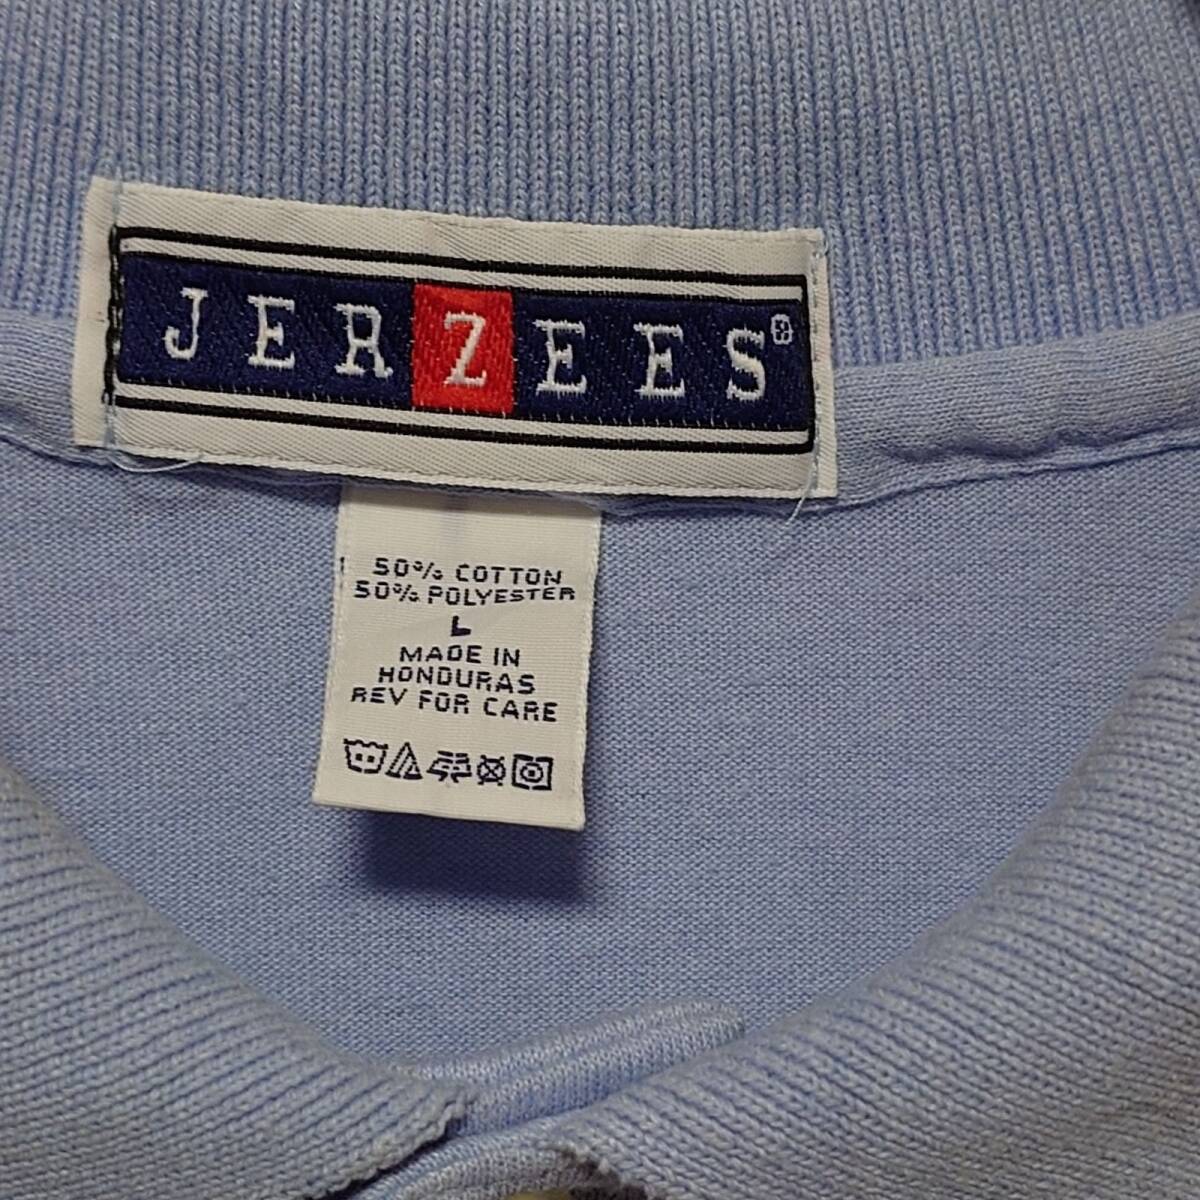 JERZEES®
50% COTTON
50% POLYESTER
L
MADE IN
HONDURAS
REV FOR CARE